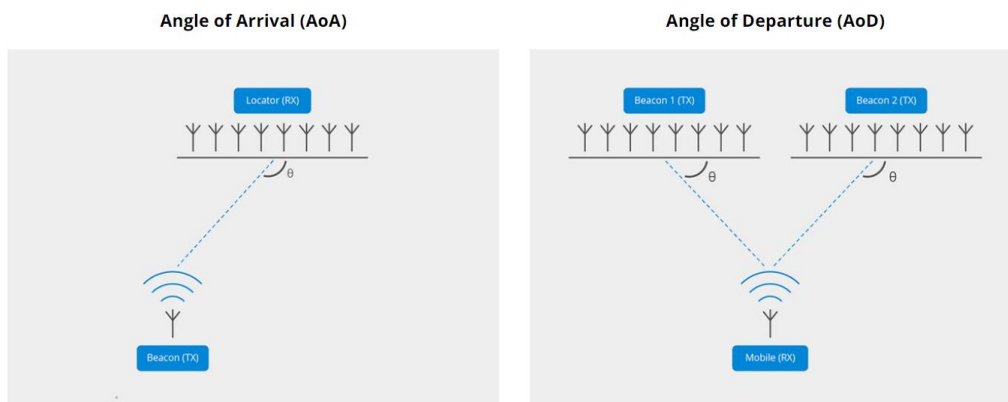 Angle of Arrival (AoA)
Locator (RX)
θ
Beacon (TX)
Angle of Departure (AoD)
Beacon 1 (TX)
Beacon 2 (TX)
θ
θ
Mobile (RX)